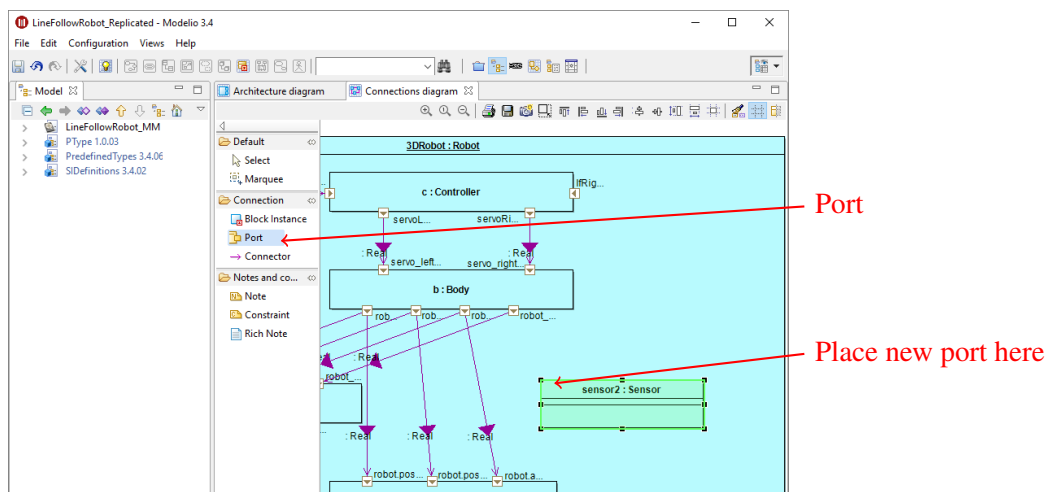 LineFollowRobot_Replicated - Modelio 3.4
File Edit Configuration Views Help
Model
Architecture diagram
Connections diagram
LineFollowRobot_MM
PType 1.0.03
PredefinedTypes 3.4.06
SIDefinitions 3.4.02
Default
Select
Marquee
Connection
Block Instance
Port
Connector
Notes and co...
Note
Constraint
Rich Note
3DRobot : Robot
c : Controller
lfRig...
servoL...
servoRi...
: Real
: Real
servo_left...
servo_right...
b : Body
rob...
rob...
rob...
robot_...
: Real
robot_...
sensor2 : Sensor
: Real
: Real
: Real
robot.pos...
robot.pos...
robot.a...
Port
Place new port here